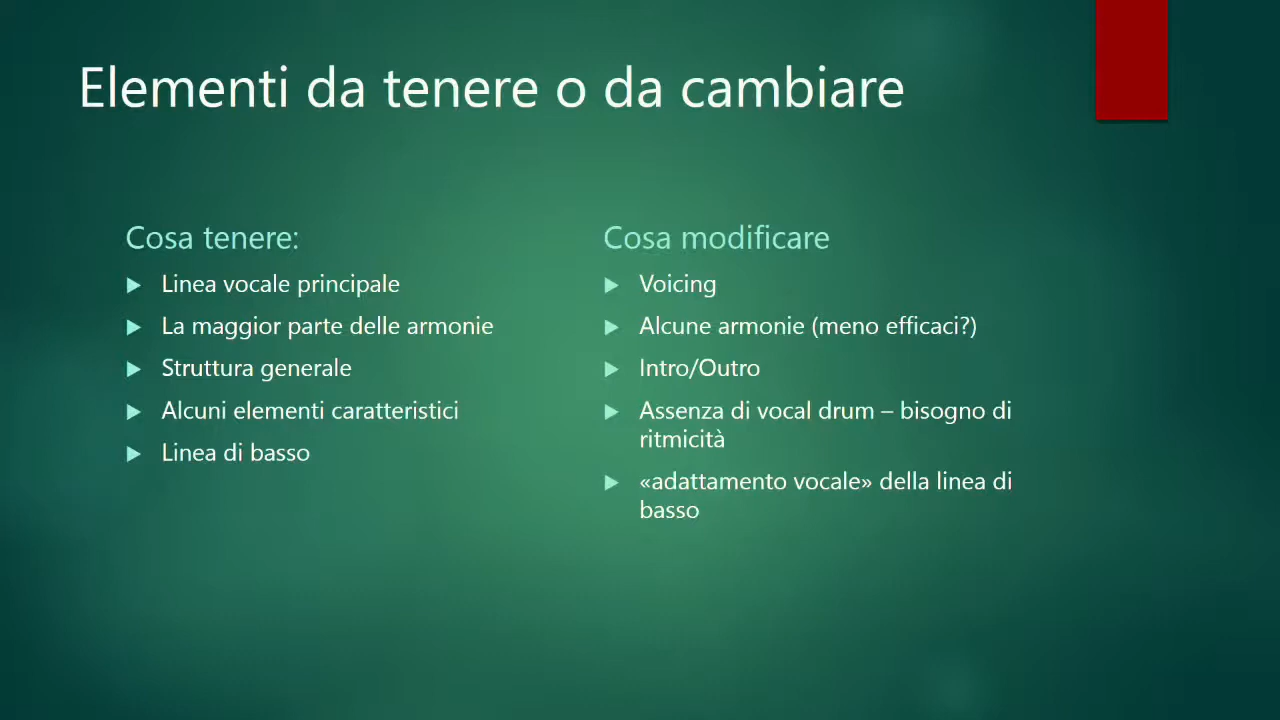 Elementi da tenere o da cambiare
Cosa tenere:
Linea vocale principale
La maggior parte delle armonie
Struttura generale
Alcuni elementi caratteristici
Linea di basso
Cosa modificare
Voicing
Alcune armonie (meno efficaci?)
Intro/Outro
Assenza di vocal drum – bisogno di
ritmicità
«adattamento vocale» della linea di
basso